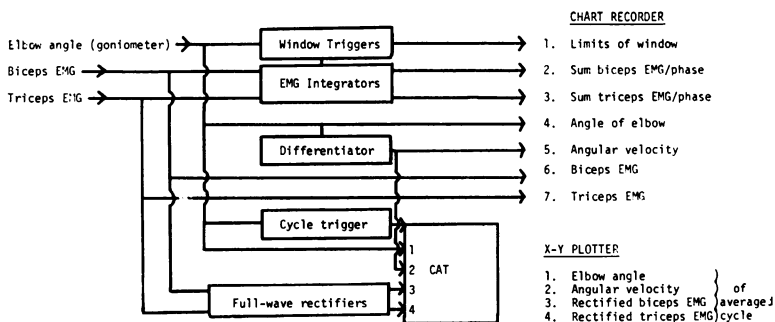 CHART RECORDER
Elbow angle (goniometer)
Window Triggers
1. Limits of window
Biceps EMG
EMG Integrators
2. Sum biceps EMG/phase
Triceps EMG
3. Sum triceps EMG/phase
4. Angle of elbow
Differentiator
5. Angular velocity
6. Biceps EMG
7. Triceps EMG
Cycle trigger
X-Y PLOTTER
1
2
3
4
CAT
Full-wave rectifiers
1. Elbow angle
2. Angular velocity of
3. Rectified biceps EMG averaged
4. Rectified triceps EMG cycle